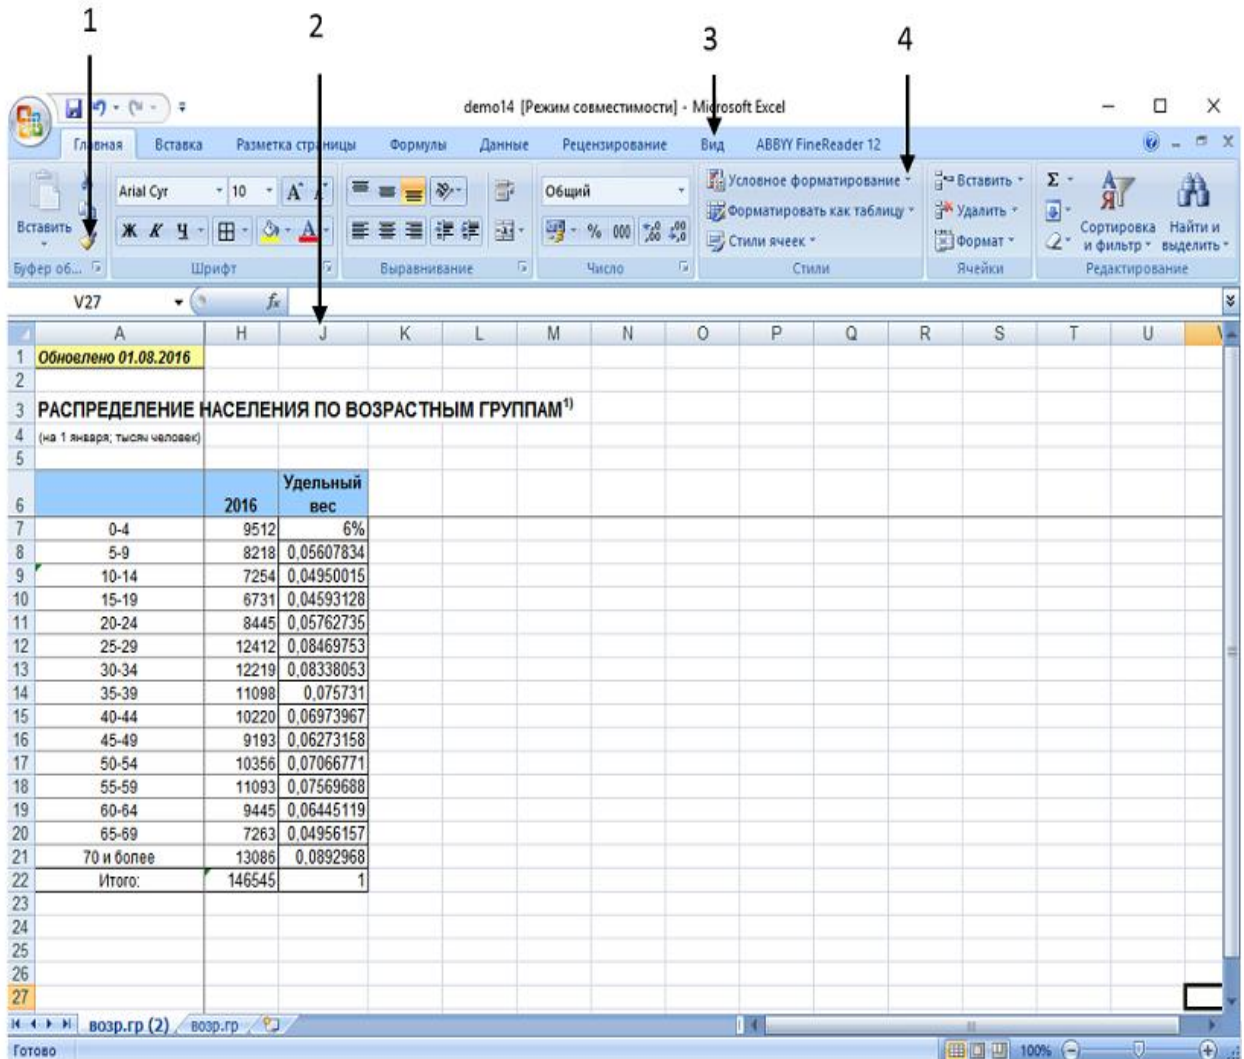 1 2 3 4
demo14 [Режим совместимости] - Microsoft Excel
Главная Вставка Разметка страницы Формулы Данные Рецензирование Вид ABBYY FineReader 12
Вставить
Arial Cyr 10
Ж К Ч
Общий
% 000
Условное форматирование
Форматировать как таблицу
Стили ячеек
Вставить
Удалить
Формат
Σ
Сортировка и фильтр
Найти и выделить
Буфер об... Шрифт Выравнивание Число Стили Ячейки Редактирование
V27 fx
A H J K L M N O P Q R S T U
1 Обновлено 01.08.2016
2
3 РАСПРЕДЕЛЕНИЕ НАСЕЛЕНИЯ ПО ВОЗРАСТНЫМ ГРУППАМ1)
4 (на 1 января; тысяч человек)
5
6 2016 Удельный вес
7 0-4 9512 6%
8 5-9 8218 0,05607834
9 10-14 7254 0,04950015
10 15-19 6731 0,04593128
11 20-24 8445 0,05762735
12 25-29 12412 0,08469753
13 30-34 12219 0,08338053
14 35-39 11098 0,075731
15 40-44 10220 0,06973967
16 45-49 9193 0,06273158
17 50-54 10356 0,07066771
18 55-59 11093 0,07569688
19 60-64 9445 0,06445119
20 65-69 7263 0,04956157
21 70 и более 13086 0,0892968
22 Итого: 146545 1
23
24
25
26
27
возр.гр (2) возр.гр
Готово 100%